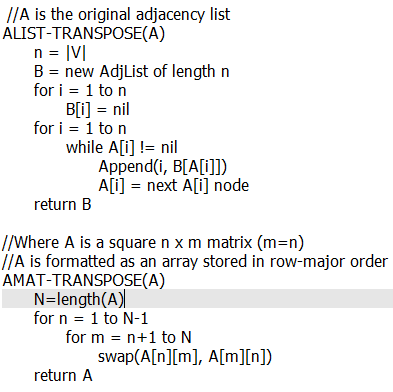 //A is the original adjacency list
ALIST-TRANSPOSE(A)
n = |V|
B = new AdjList of length n
for i = 1 to n
B[i] = nil
for i = 1 to n
while A[i] != nil
Append(i, B[A[i]])
A[i] = next A[i] node
return B
//Where A is a square n x m matrix (m=n)
//A is formatted as an array stored in row-major order
AMAT-TRANSPOSE(A)
N=length(A)
for n = 1 to N-1
for m = n+1 to N
swap(A[n][m], A[m][n])
return A